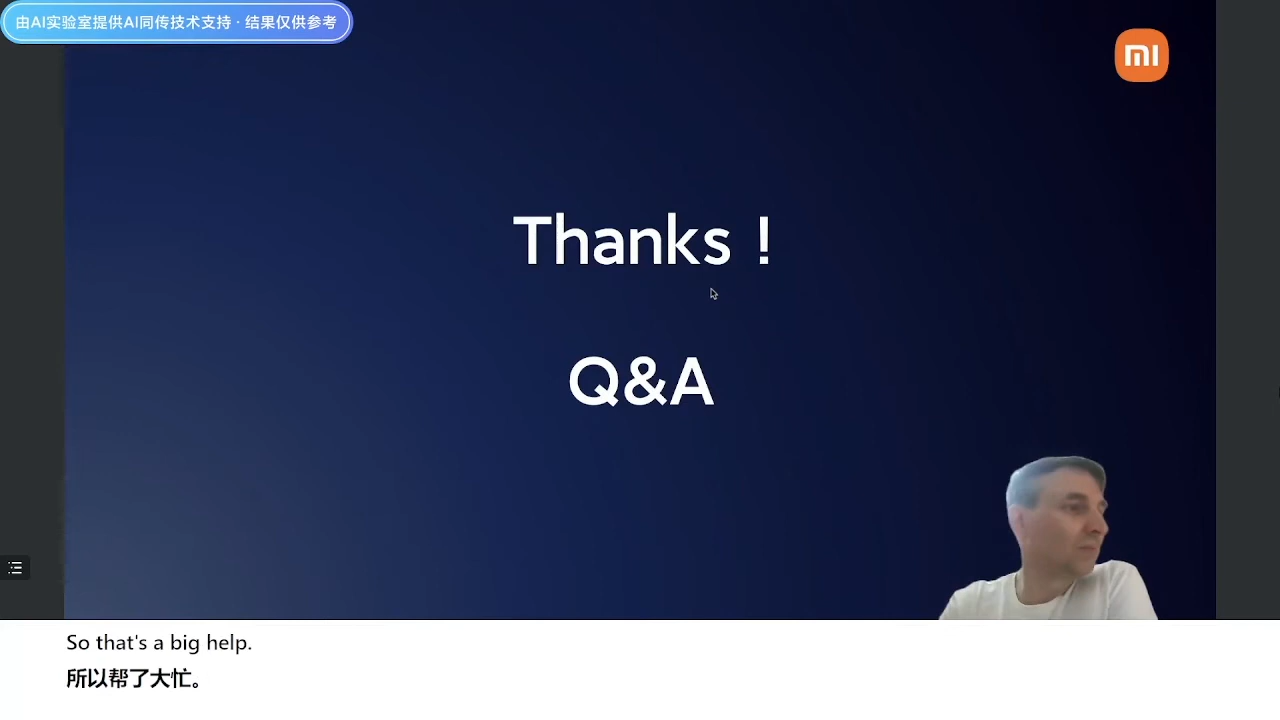 由AI实验室提供AI同传技术支持 · 结果仅供参考
mi
Thanks !
Q&A
So that's a big help.
所以帮了大忙。